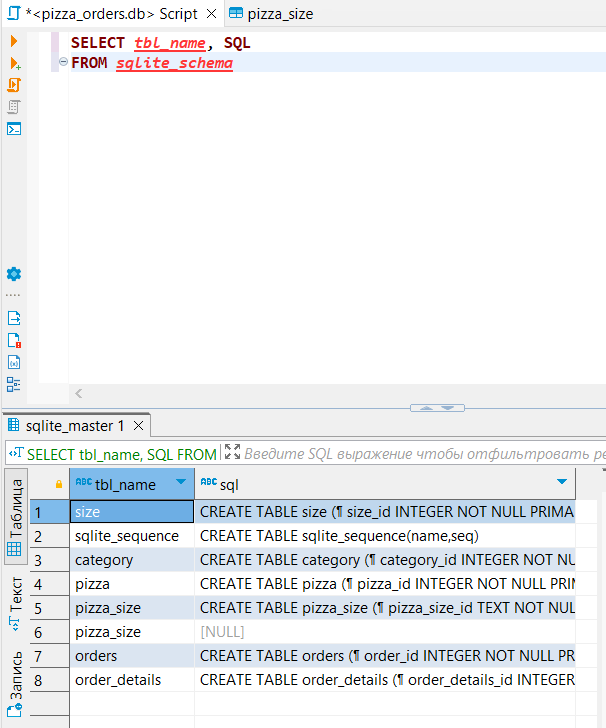 *<pizza_orders.db> Script
pizza_size
SELECT tbl_name, SQL
FROM sqlite_schema
sqlite_master 1
SELECT tbl_name, SQL FROM
Введите SQL выражение чтобы отфильтровать ре
ABC tbl_name ABC sql
1 size CREATE TABLE size (¶ size_id INTEGER NOT NULL PRIMA
2 sqlite_sequence CREATE TABLE sqlite_sequence(name,seq)
3 category CREATE TABLE category (¶ category_id INTEGER NOT NU
4 pizza CREATE TABLE pizza (¶ pizza_id INTEGER NOT NULL PRI
5 pizza_size CREATE TABLE pizza_size (¶ pizza_size_id TEXT NOT NUL
6 pizza_size [NULL]
7 orders CREATE TABLE orders (¶ order_id INTEGER NOT NULL PR
8 order_details CREATE TABLE order_details (¶ order_details_id INTEGER
Таблица
Текст
Запись